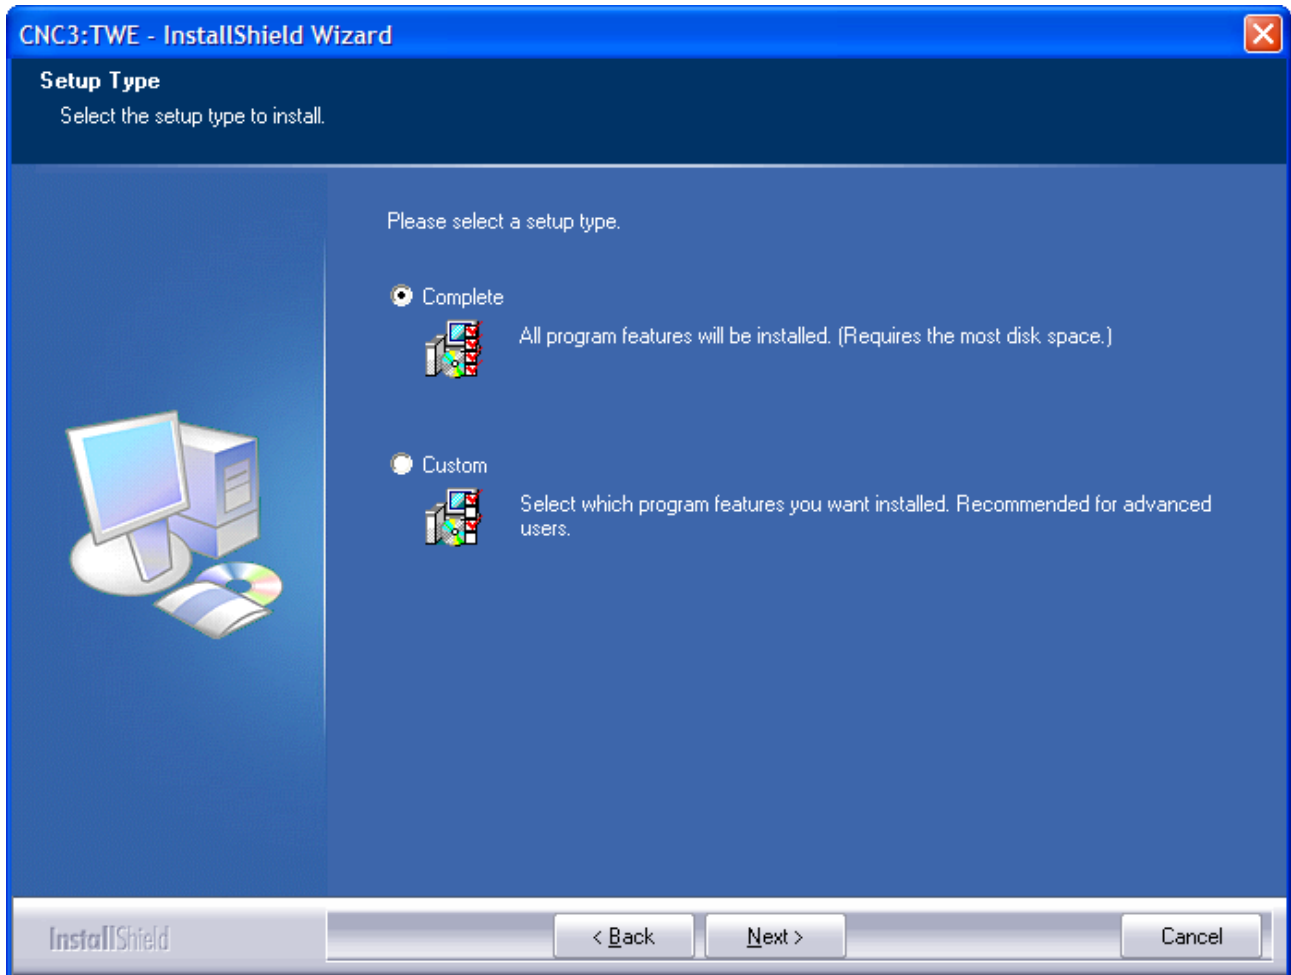 CNC3:TWE - InstallShield Wizard
Setup Type
Select the setup type to install.
Please select a setup type.
Complete
All program features will be installed. (Requires the most disk space.)
Custom
Select which program features you want installed. Recommended for advanced
users.
InstallShield
< Back
Next >
Cancel